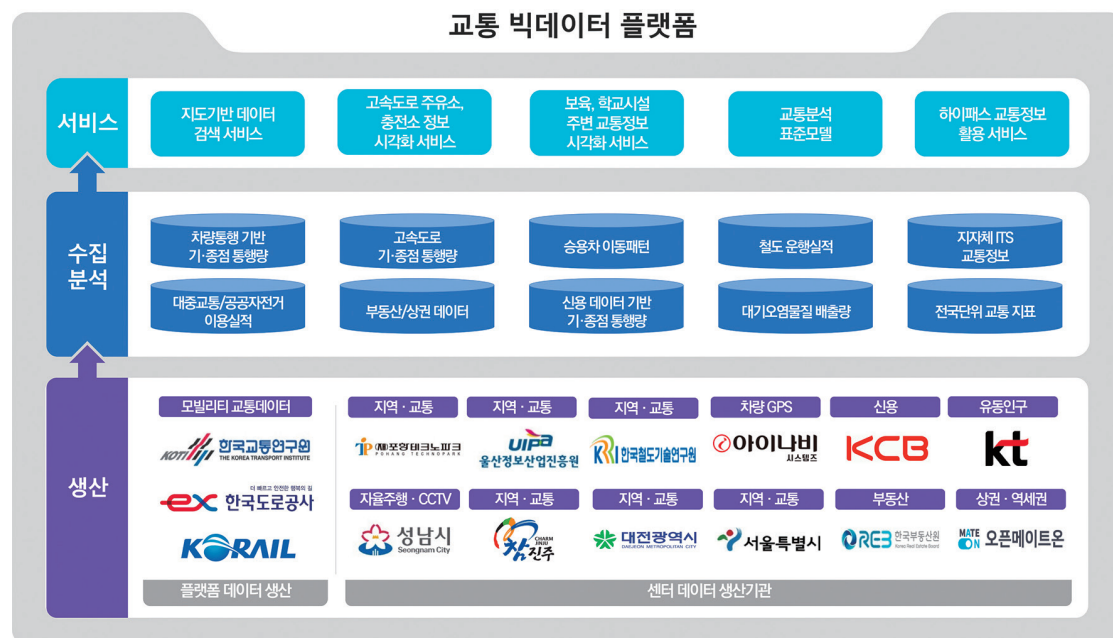 교통 빅데이터 플랫폼
서비스
지도기반 데이터
검색 서비스
고속도로 주유소,
충전소 정보
시각화 서비스
보육, 학교시설
주변 교통정보
시각화 서비스
교통분석
표준모델
하이패스 교통정보
활용 서비스
수집
분석
차량통행 기반
기·종점 통행량
고속도로
기·종점 통행량
승용차 이동패턴
철도 운행실적
지지체 ITS
교통정보
대중교통/공공자전거
이용실적
부동산/상권 데이터
신용 데이터 기반
기·종점 통행량
대기오염물질 배출량
전국단위 교통 지표
생산
모빌리티 교통데이터
KOTI 한국교통연구원
THE KOREA TRANSPORT INSTITUTE
더 빠르고 안전한 행복의 길
ex 한국도로공사
KORAIL
플랫폼 데이터 생산
지역·교통
(재)포항테크노파크
POHANG TECHNOPARK
지역·교통
UIPA
울산정보산업진흥원
지역·교통
KRRI 한국철도기술연구원
차량 GPS
아이나비
시스템즈
신용
KCB
유동인구
kt
자율주행·CCTV
성남시
Seongnam City
지역·교통
CHARM
JINJU
참진주
지역·교통
대전광역시
DAEJEON METROPOLITAN CITY
지역·교통
서울특별시
부동산
REB 한국부동산원
Korea Real Estate Board
상권·역세권
MATE
ON
오픈메이트온
센터 데이터 생산기관